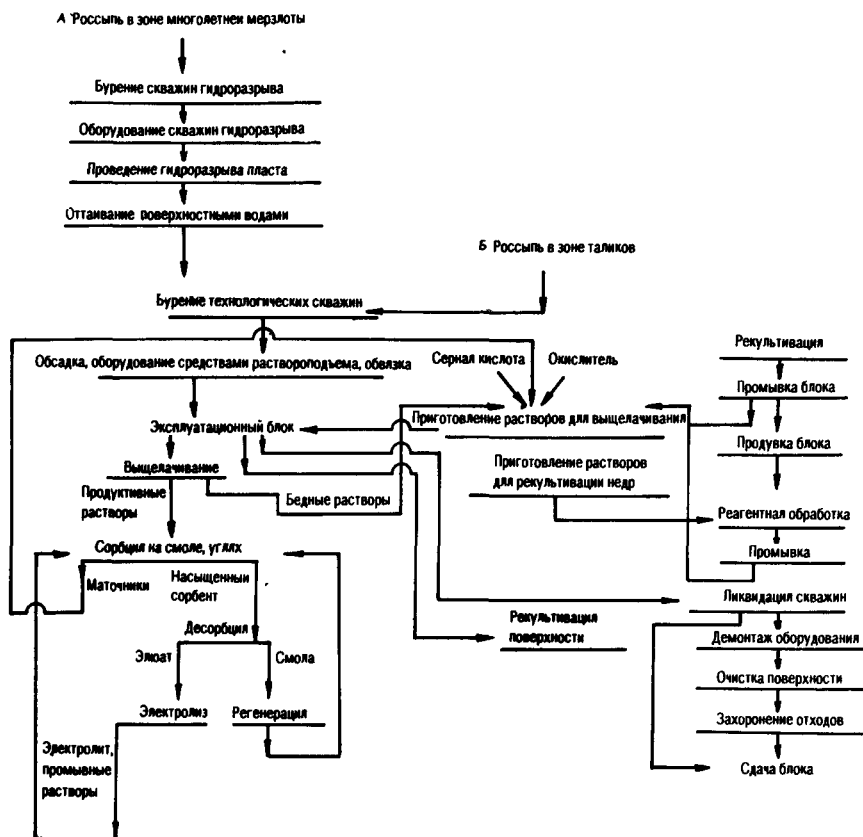 А Россыпь в зоне многолетней мерзлоты
Бурение скважин гидроразрыва
Оборудование скважин гидроразрыва
Проведение гидроразрыва пласта
Оттаивание поверхностными водами
Б Россыпь в зоне таликов
Бурение технологических скважин
Обсадка, оборудование средствами раствороподъема, обвязка
Серная кислота
Окислитель
Рекультивация
Промывка блока
Эксплуатационный блок
Приготовление растворов для выщелачивания
Продувка блока
Выщелачивание
Приготовление растворов
для рекультивации недр
Продуктивные
растворы
Бедные растворы
Реагентная обработка
Промывка
Сорбция на смоле, углях
Маточники
Насыщенный
сорбент
Ликвидация скважин
Рекультивация
поверхности
Десорбция
Демонтаж оборудования
Элюат
Смола
Очистка поверхности
Электролиз
Регенерация
Захоронение отходов
Электролит,
промывные
растворы
Сдача блока